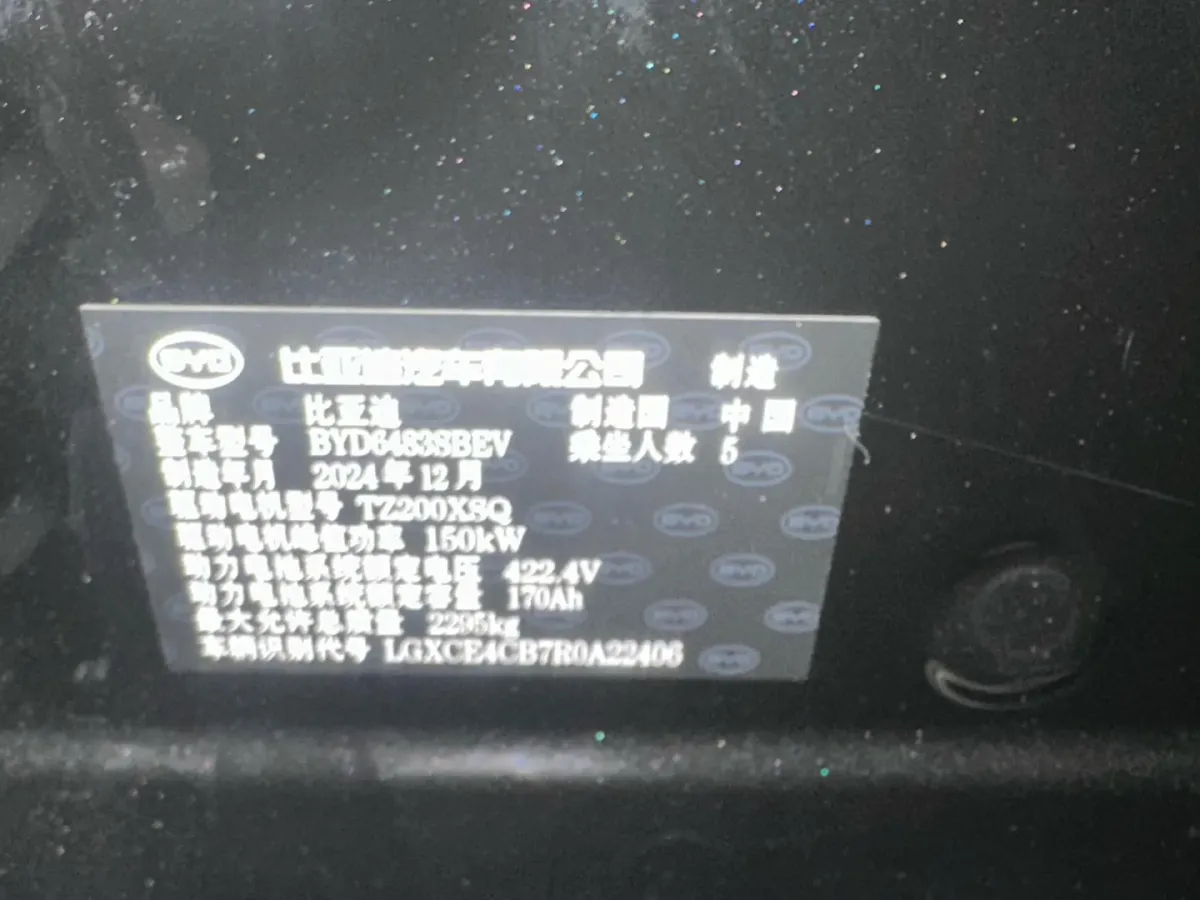 BYD 比亚迪汽车有限公司 制造
品牌 比亚迪 制造国 中国
整车型号 BYD6483SBEV 乘坐人数 5
制造年月 2024年12月
驱动电机型号 TZ200XSQ
驱动电机峰值功率 150kW
动力电池系统额定电压 422.4V
动力电池系统额定容量 170Ah
最大允许总质量 2295kg
车辆识别代号 LGXCE4CB7R0A22406